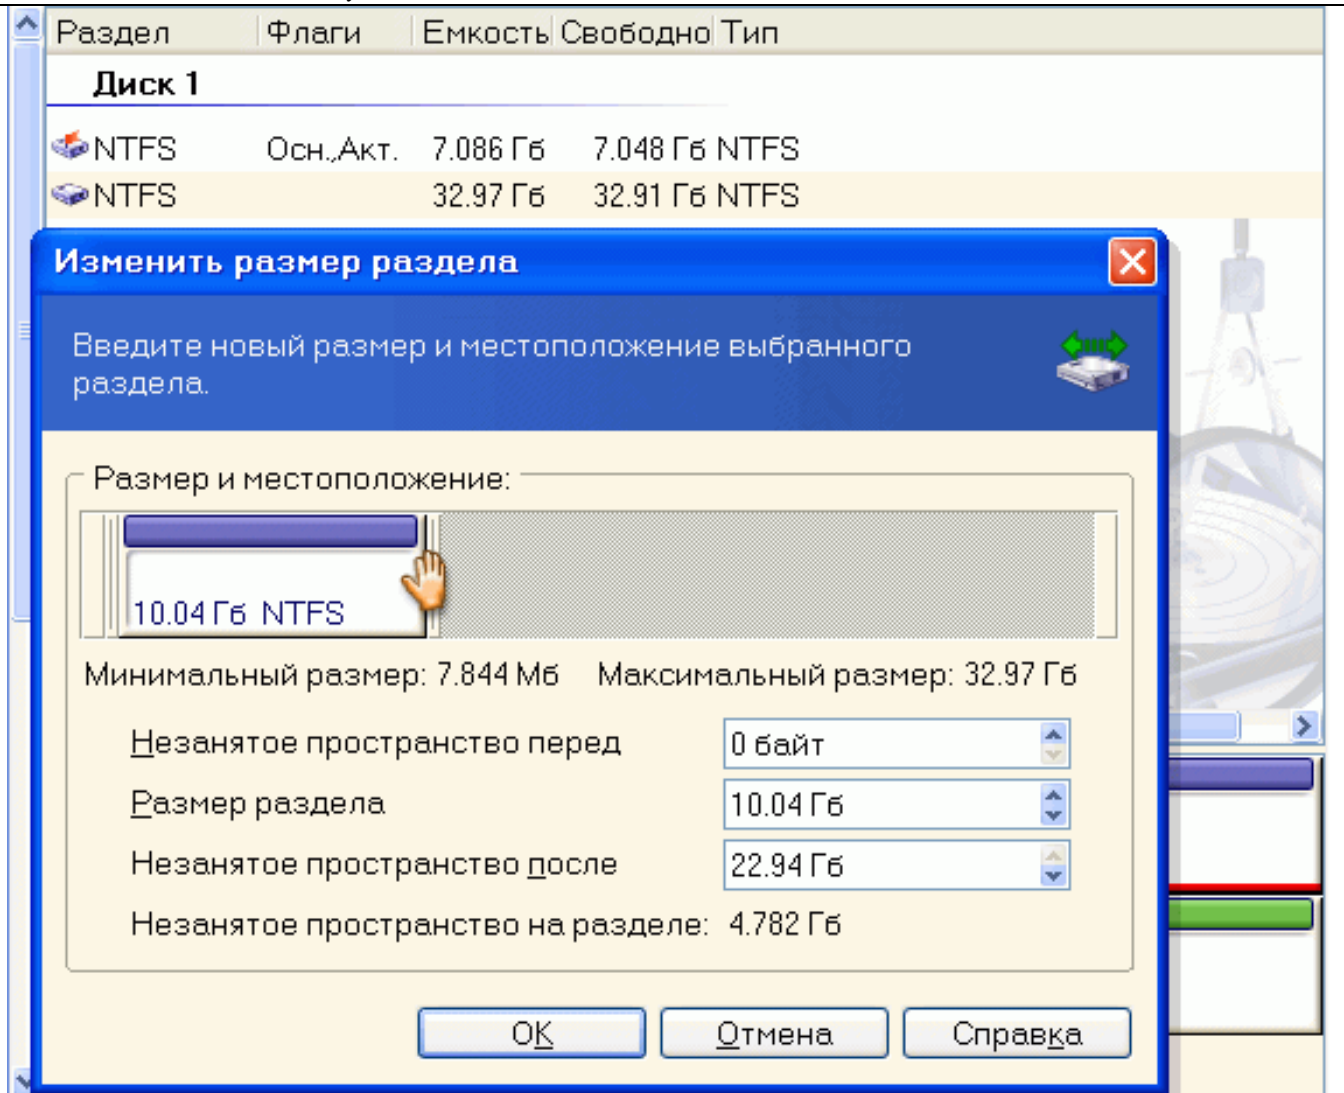 Раздел Флаги Емкость Свободно Тип
Диск 1
NTFS Осн.,Акт. 7.086 Гб 7.048 Гб NTFS
NTFS 32.97 Гб 32.91 Гб NTFS
Изменить размер раздела
Введите новый размер и местоположение выбранного
раздела.
Размер и местоположение:
10.04 Гб NTFS
Минимальный размер: 7.844 Мб Максимальный размер: 32.97 Гб
Незанятое пространство перед 0 байт
Размер раздела 10.04 Гб
Незанятое пространство после 22.94 Гб
Незанятое пространство на разделе: 4.782 Гб
OK Отмена Справка